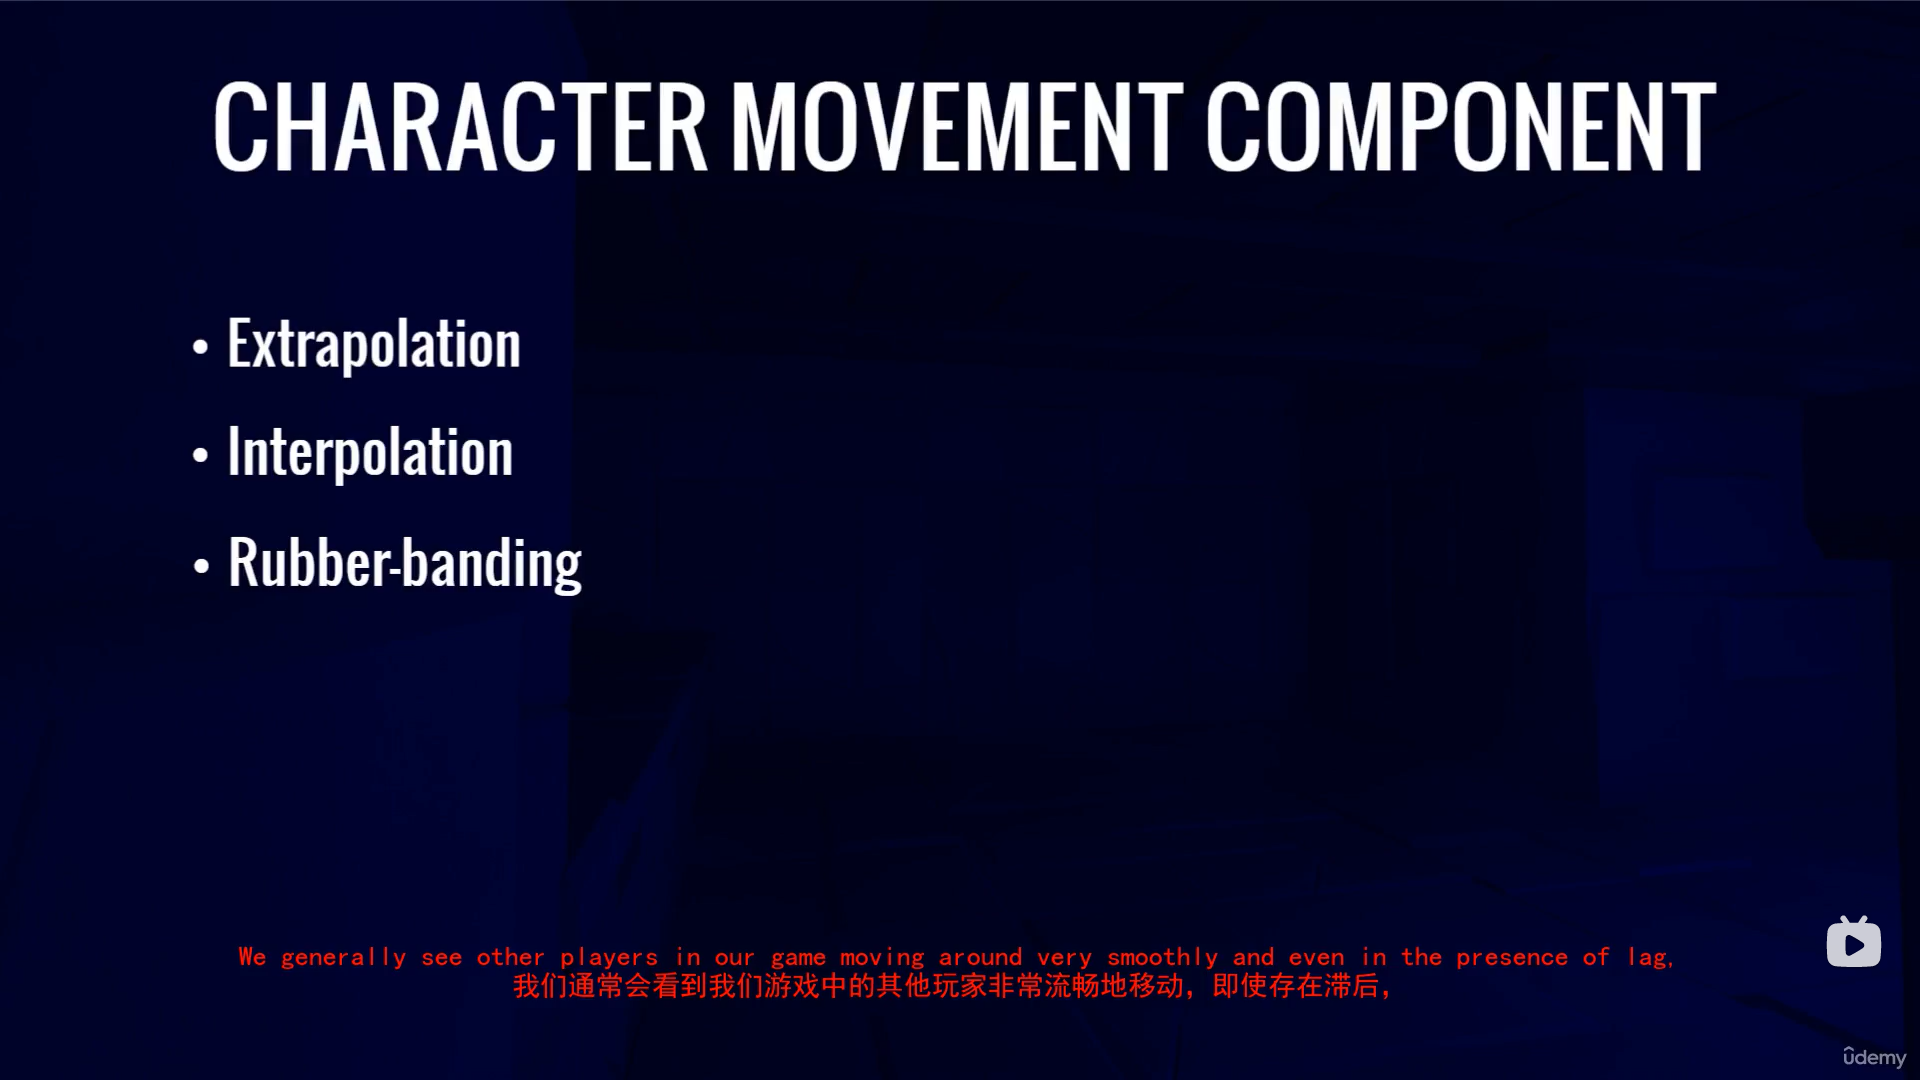 CHARACTER MOVEMENT COMPONENT
• Extrapolation
• Interpolation
• Rubber-banding
We generally see other players in our game moving around very smoothly and even in the presence of lag,
我们通常会看到我们游戏中的其他玩家非常流畅地移动，即使存在滞后，
ûdemy